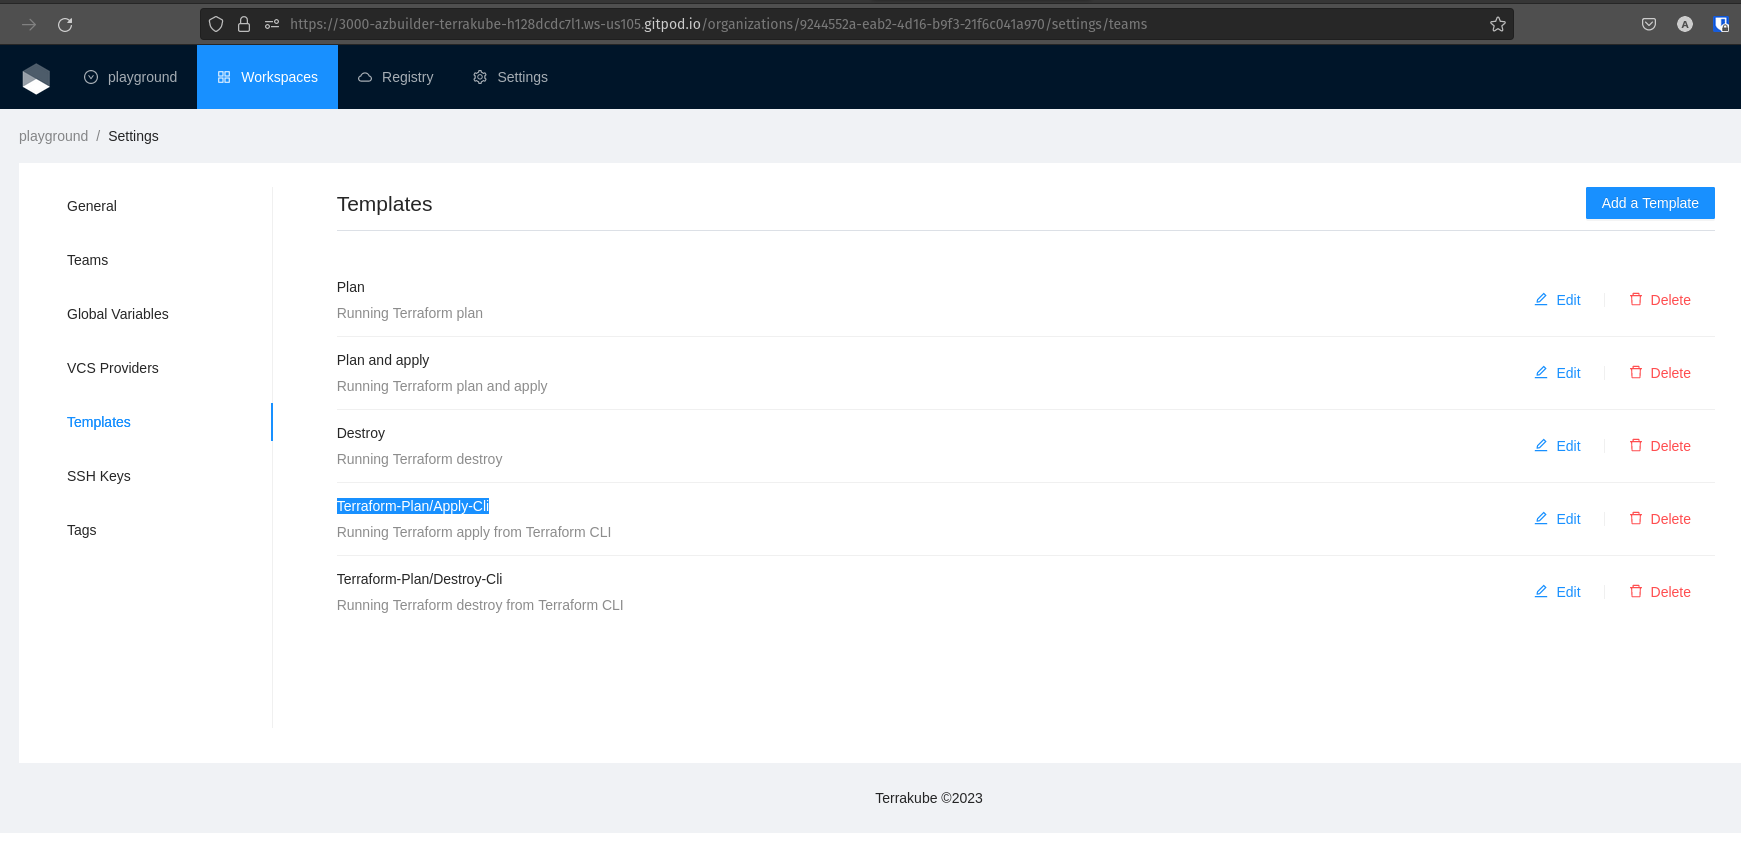 https://3000-azbuilder-terrakube-h128dcdc7l1.ws-us105.gitpod.io/organizations/9244552a-eab2-4d16-b9f3-21f6c041a970/settings/teams
A
playground Workspaces Registry Settings
playground / Settings
General
Teams
Global Variables
VCS Providers
Templates
SSH Keys
Tags
Templates
Add a Template
Plan
Running Terraform plan
Edit Delete
Plan and apply
Running Terraform plan and apply
Edit Delete
Destroy
Running Terraform destroy
Edit Delete
Terraform-Plan/Apply-Cli
Running Terraform apply from Terraform CLI
Edit Delete
Terraform-Plan/Destroy-Cli
Running Terraform destroy from Terraform CLI
Edit Delete
Terrakube ©2023